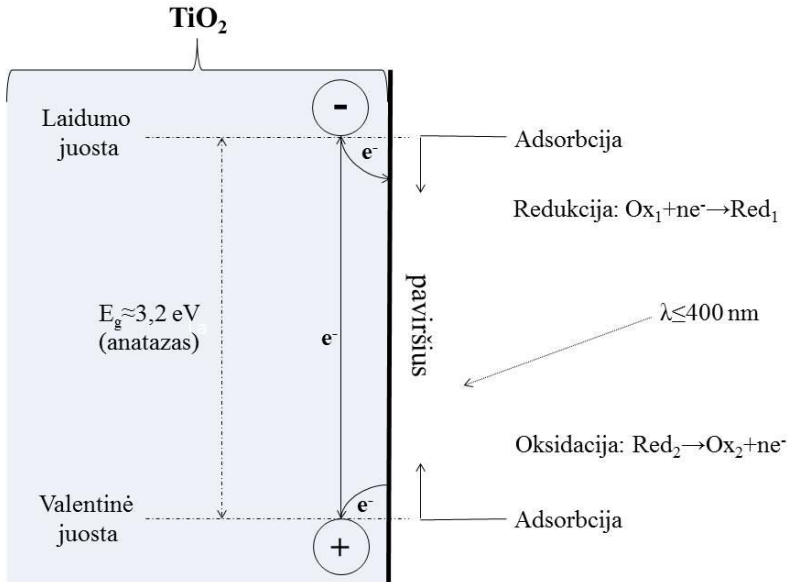 TiO₂
-
Laidumo
juosta
e⁻
Adsorbcija
Redukcija: Ox₁+ne⁻→Red₁
paviršius
E_g≈3,2 eV
(anatazas)
e⁻
λ≤400 nm
Oksidacija: Red₂→Ox₂+ne⁻
e⁻
Valentinė
juosta
+
Adsorbcija